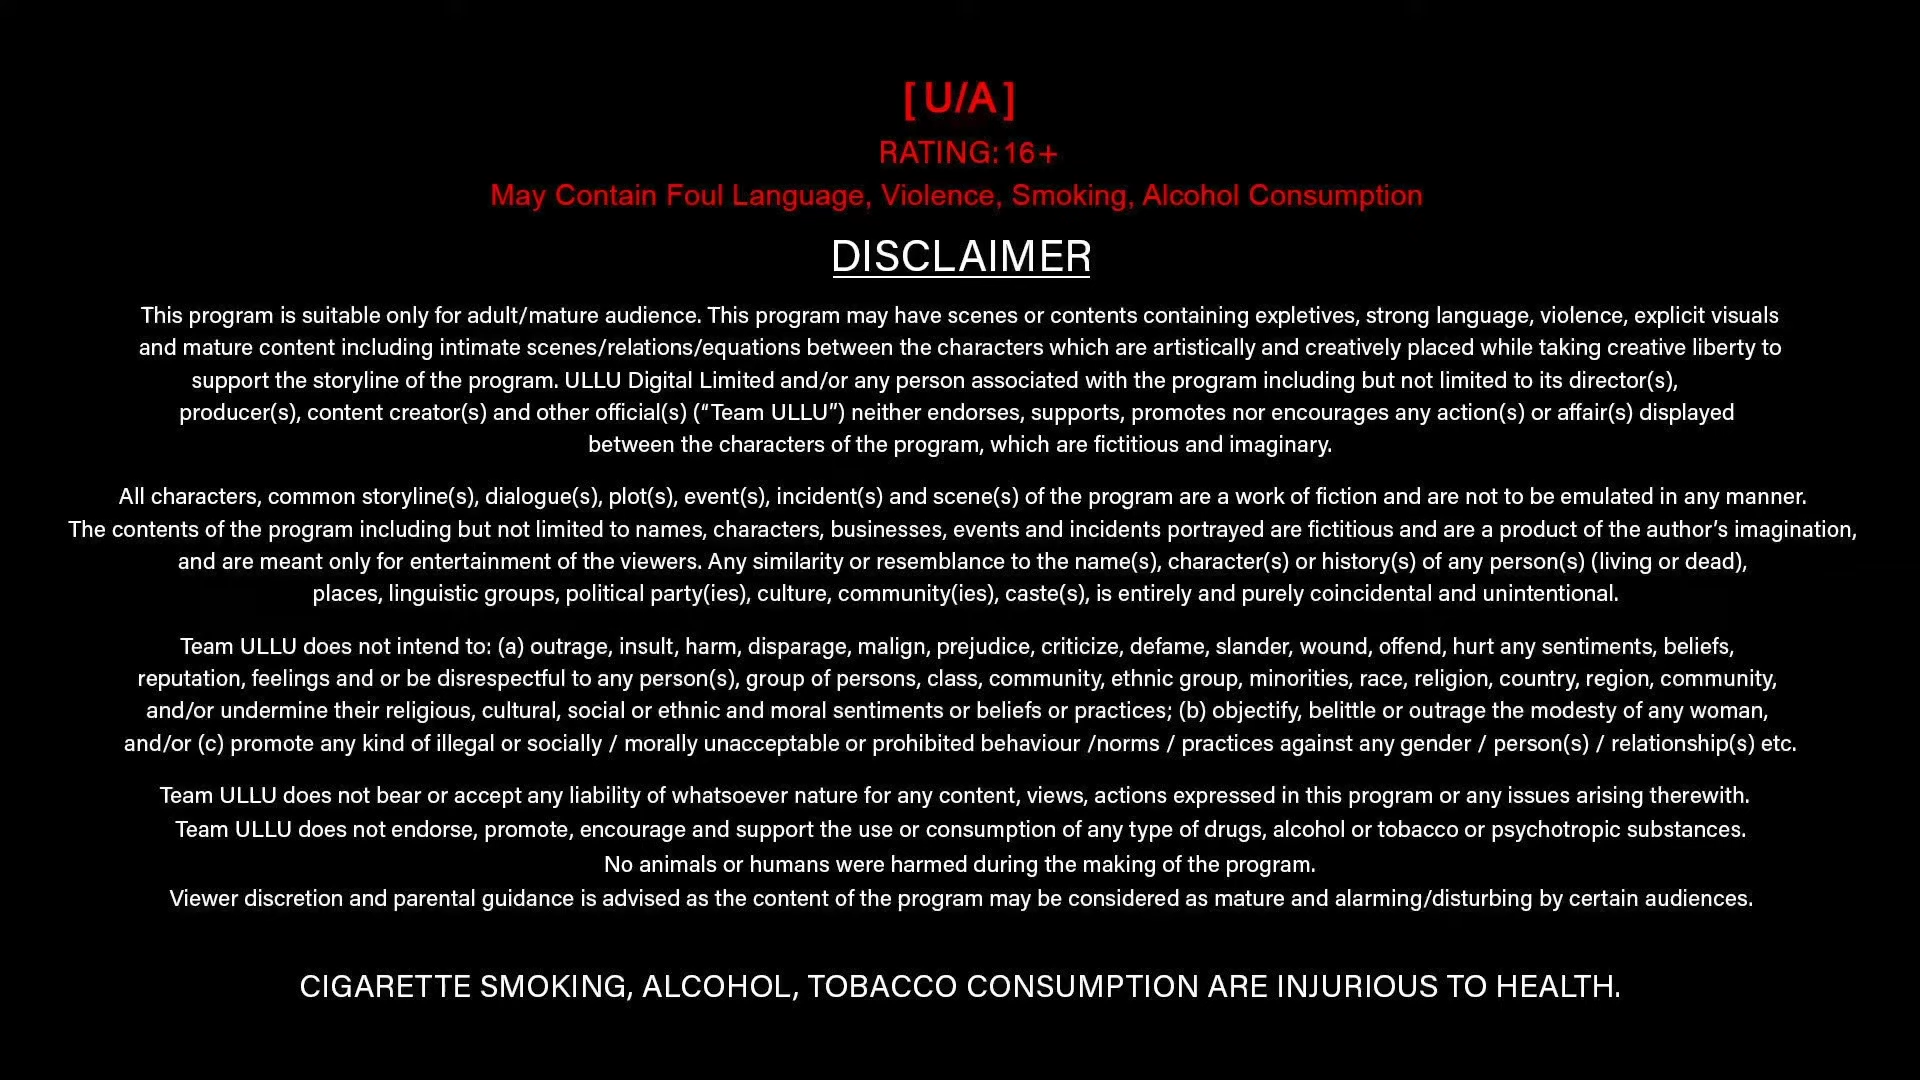 [ U/A ]
RATING: 16+
May Contain Foul Language, Violence, Smoking, Alcohol Consumption
DISCLAIMER
This program is suitable only for adult/mature audience. This program may have scenes or contents containing expletives, strong language, violence, explicit visuals
and mature content including intimate scenes/relations/equations between the characters which are artistically and creatively placed while taking creative liberty to
support the storyline of the program. ULLU Digital Limited and/or any person associated with the program including but not limited to its director(s),
producer(s), content creator(s) and other official(s) (“Team ULLU”) neither endorses, supports, promotes nor encourages any action(s) or affair(s) displayed
between the characters of the program, which are fictitious and imaginary.
All characters, common storyline(s), dialogue(s), plot(s), event(s), incident(s) and scene(s) of the program are a work of fiction and are not to be emulated in any manner.
The contents of the program including but not limited to names, characters, businesses, events and incidents portrayed are fictitious and are a product of the author’s imagination,
and are meant only for entertainment of the viewers. Any similarity or resemblance to the name(s), character(s) or history(s) of any person(s) (living or dead),
places, linguistic groups, political party(ies), culture, community(ies), caste(s), is entirely and purely coincidental and unintentional.
Team ULLU does not intend to: (a) outrage, insult, harm, disparage, malign, prejudice, criticize, defame, slander, wound, offend, hurt any sentiments, beliefs,
reputation, feelings and or be disrespectful to any person(s), group of persons, class, community, ethnic group, minorities, race, religion, country, region, community,
and/or undermine their religious, cultural, social or ethnic and moral sentiments or beliefs or practices; (b) objectify, belittle or outrage the modesty of any woman,
and/or (c) promote any kind of illegal or socially / morally unacceptable or prohibited behaviour /norms / practices against any gender / person(s) / relationship(s) etc.
Team ULLU does not bear or accept any liability of whatsoever nature for any content, views, actions expressed in this program or any issues arising therewith.
Team ULLU does not endorse, promote, encourage and support the use or consumption of any type of drugs, alcohol or tobacco or psychotropic substances.
No animals or humans were harmed during the making of the program.
Viewer discretion and parental guidance is advised as the content of the program may be considered as mature and alarming/disturbing by certain audiences.
CIGARETTE SMOKING, ALCOHOL, TOBACCO CONSUMPTION ARE INJURIOUS TO HEALTH.